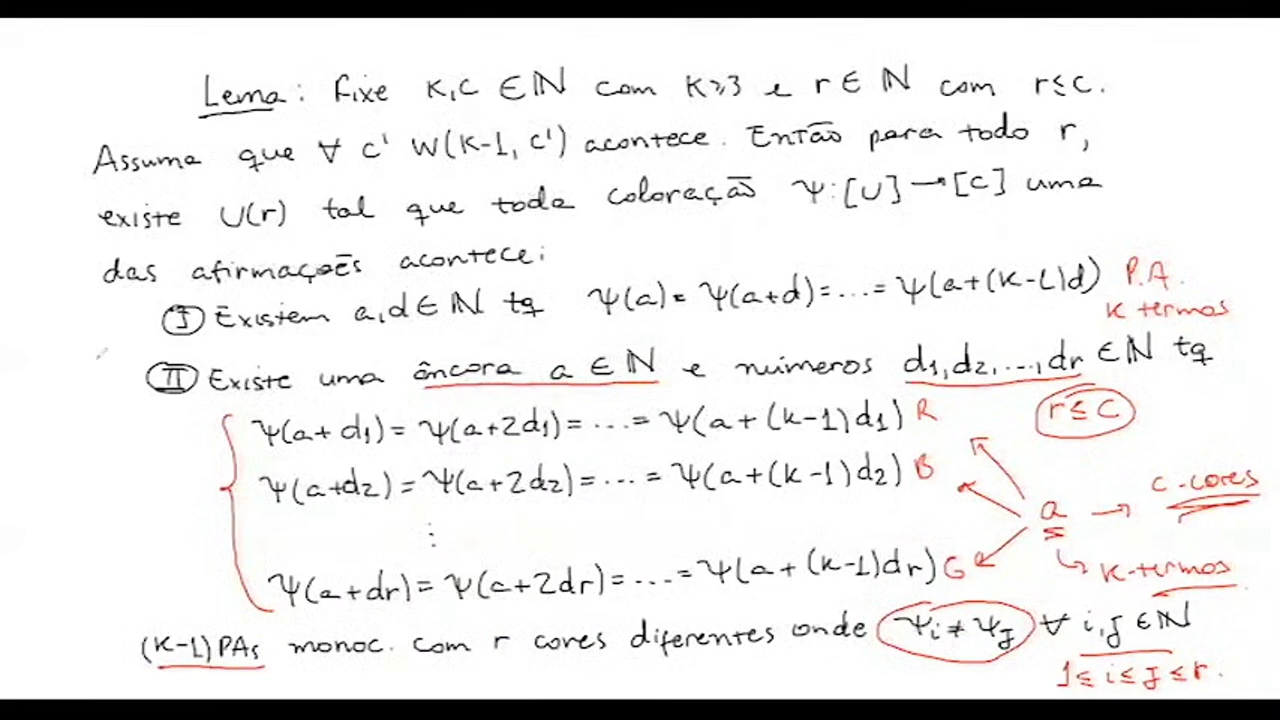 Lema: Fixe K,C ∈ ℕ com K≥3 e r ∈ ℕ com r≤C.
Assuma que ∀ c' W(K-1, c') acontece. Então para todo r,
existe U(r) tal que toda coloração Ψ:[U]→[C] uma
das afirmações acontece:
Ⓘ Existem a,d ∈ ℕ tq Ψ(a) = Ψ(a+d) = ... = Ψ(a+(K-1)d) P.A.
K termos
Ⓘ︎Ⓘ Existe uma âncora a ∈ ℕ e números d1,d2,...,dr ∈ ℕ tq
Ψ(a+d1) = Ψ(a+2d1) = ... = Ψ(a+(k-1)d1) R r≤C
Ψ(a+d2) = Ψ(a+2d2) = ... = Ψ(a+(k-1)d2) B
a → C-cores
⋮
Ψ(a+dr) = Ψ(a+2dr) = ... = Ψ(a+(k-1)dr) G ↳ K-termos
(K-1)PAs monoc. com r cores diferentes onde Ψi ≠ Ψj ∀ i,j ∈ ℕ
1≤i≤j≤r.